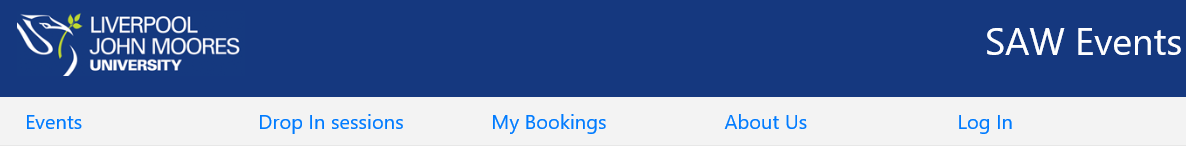 LIVERPOOL
JOHN MOORES
UNIVERSITY
SAW Events
Events Drop In sessions My Bookings About Us Log In